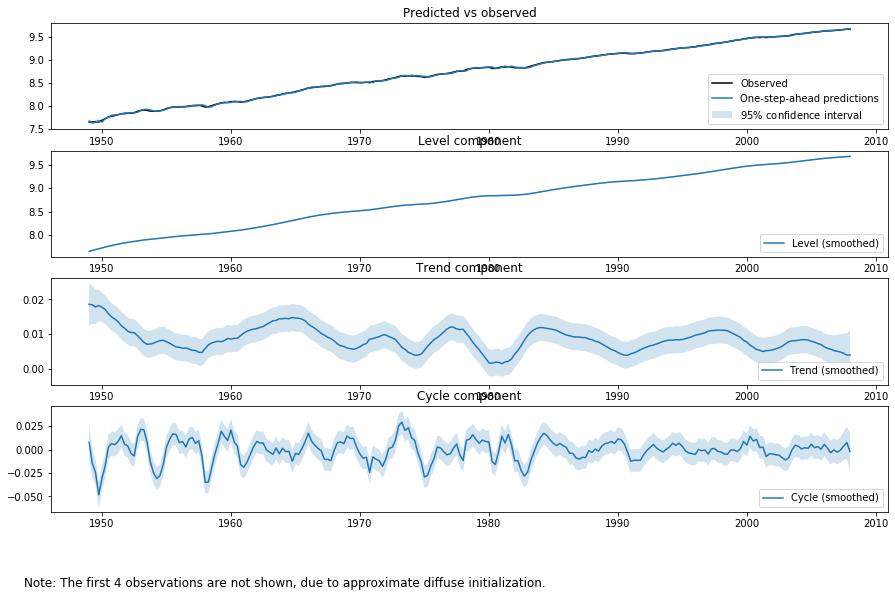 Predicted vs observed
9.5
9.0
8.5
8.0
7.5
Observed
One-step-ahead predictions
95% confidence interval
1950 1960 1970 1980 1990 2000 2010
Level component
9.5
9.0
8.5
8.0
Level (smoothed)
1950 1960 1970 1980 1990 2000 2010
Trend component
0.02
0.01
0.00
Trend (smoothed)
1950 1960 1970 1980 1990 2000 2010
Cycle component
0.025
0.000
−0.025
−0.050
Cycle (smoothed)
1950 1960 1970 1980 1990 2000 2010
Note: The first 4 observations are not shown, due to approximate diffuse initialization.